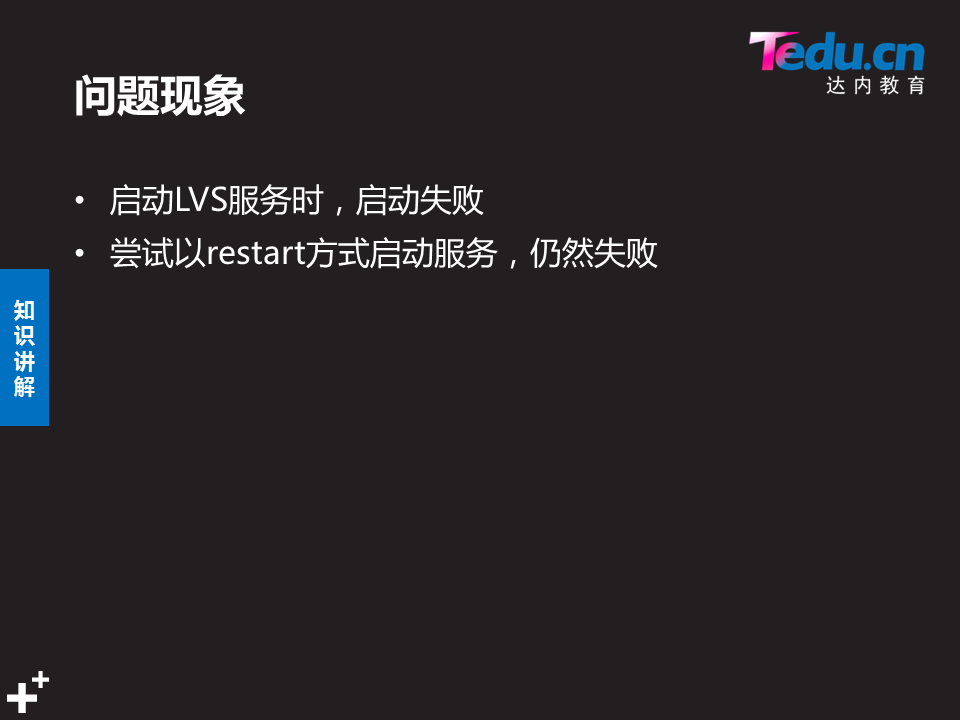 Tedu.cn
达内教育
问题现象
• 启动LVS服务时，启动失败
• 尝试以restart方式启动服务，仍然失败
知
识
讲
解